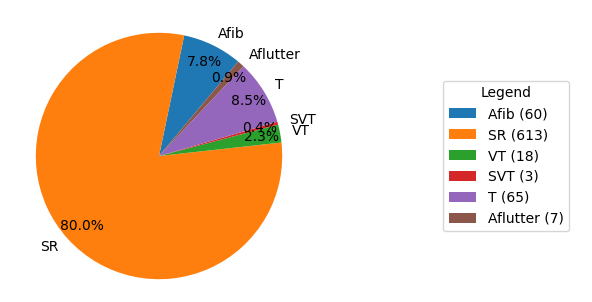 Afib
7.8%
Aflutter
0.9%
T
8.5%
SVT
0.4%
VT
2.3%
80.0%
SR
Legend
Afib (60)
SR (613)
VT (18)
SVT (3)
T (65)
Aflutter (7)